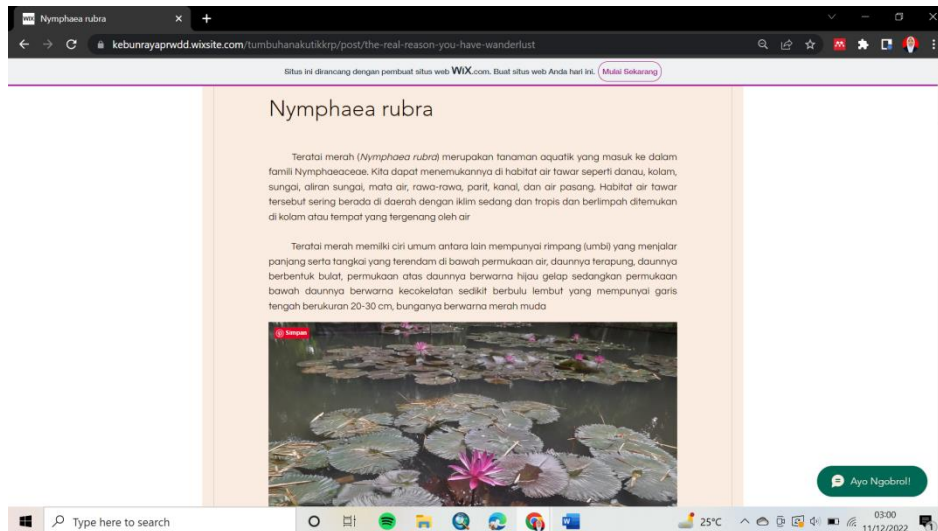 Nymphaea rubra
kebunrayaprwdd.wixsite.com/tumbuhanakutikkrp/post/the-real-reason-you-have-wanderlust
Situs ini dirancang dengan pembuat situs web WiX.com. Buat situs web Anda hari ini. Mulai Sekarang
Nymphaea rubra
Teratai merah (Nymphaea rubra) merupakan tanaman aquatik yang masuk ke dalam
famili Nymphaeaceae. Kita dapat menemukannya di habitat air tawar seperti danau, kolam,
sungai, aliran sungai, mata air, rawa-rawa, parit, kanal, dan air pasang. Habitat air tawar
tersebut sering berada di daerah dengan iklim sedang dan tropis dan berlimpah ditemukan
di kolam atau tempat yang tergenang oleh air
Teratai merah memilki ciri umum antara lain mempunyai rimpang (umbi) yang menjalar
panjang serta tangkai yang terendam di bawah permukaan air, daunnya terapung, daunnya
berbentuk bulat, permukaan atas daunnya berwarna hijau gelap sedangkan permukaan
bawah daunnya berwarna kecokelatan sedikit berbulu lembut yang mempunyai garis
tengah berukuran 20-30 cm, bunganya berwarna merah muda
Simpan
Ayo Ngobrol!
Type here to search
25°C
03:00
11/12/2022